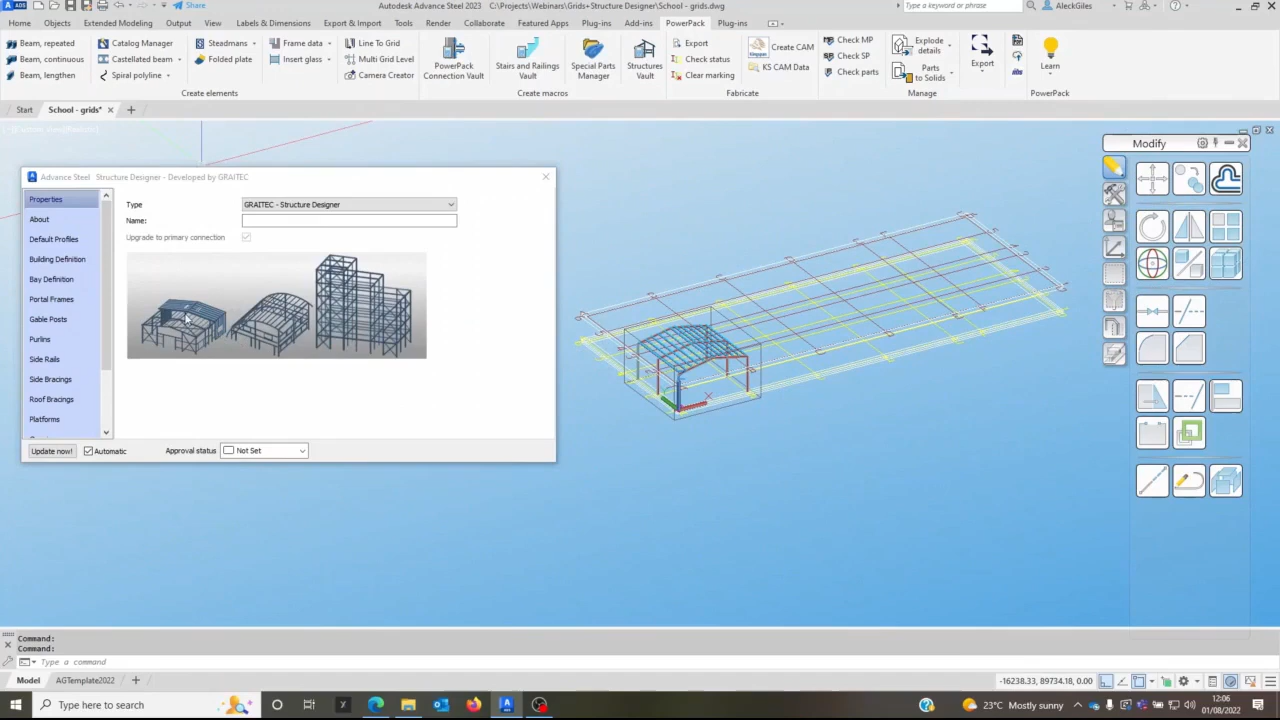 Share
Autodesk Advance Steel 2023 C:\Projects\Webinars\Grids+Structure Designer\School - grids.dwg
Type a keyword or phrase
AleckGiles
Home Objects Extended Modeling Output View Labels & Dimensions Export & Import Tools Render Collaborate Featured Apps Plug-ins Add-ins PowerPack Plug-ins
Beam, repeated
Beam, continuous
Beam, lengthen
Catalog Manager
Castellated beam
Spiral polyline
Steadmans
Folded plate
Frame data
Insert glass
Line To Grid
Multi Grid Level
Camera Creator
Create elements
PowerPack
Connection Vault
Stairs and Railings
Vault
Special Parts
Manager
Structures
Vault
Create macros
Export
Check status
Clear marking
Create CAM
KS CAM Data
Fabricate
Check MP
Check SP
Check parts
Explode
details
Parts
to Solids
Export
Manage
Learn
PowerPack
Start
School - grids*
Modify
Advance Steel Structure Designer - Developed by GRAITEC
Properties
About
Default Profiles
Building Definition
Bay Definition
Portal Frames
Gable Posts
Purlins
Side Rails
Side Bracings
Roof Bracings
Platforms
Type
GRAITEC - Structure Designer
Name:
Upgrade to primary connection
Update now!
Automatic
Approval status
Not Set
Command:
Command:
Type a command
Model
AGTemplate2022
-16238.33, 89734.18, 0.00
Type here to search
23°C Mostly sunny
12:06
01/08/2022